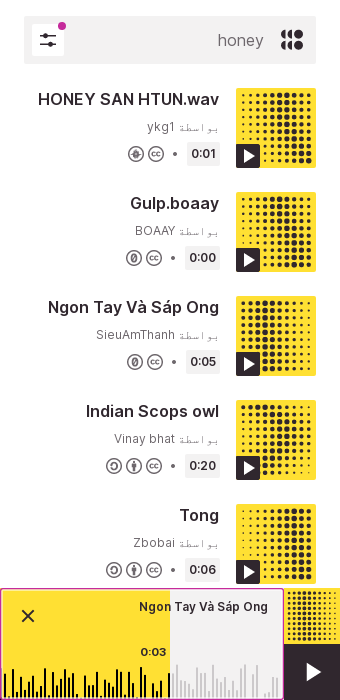 honey
HONEY SAN HTUN.wav
بواسطة ykg1
0:01
Gulp.boaay
بواسطة BOAAY
0:00
Ngon Tay Và Sáp Ong
بواسطة SieuAmThanh
0:05
Indian Scops owl
بواسطة Vinay bhat
0:20
Tong
بواسطة Zbobai
0:06
Ngon Tay Và Sáp Ong
0:03